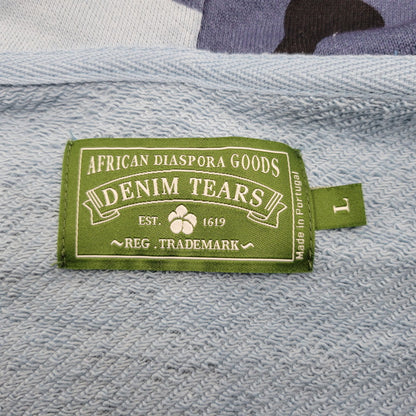 AFRICAN DIASPORA GOODS
DENIM TEARS
EST. 1619
~REG .TRADEMARK~
Made in Portugal
L